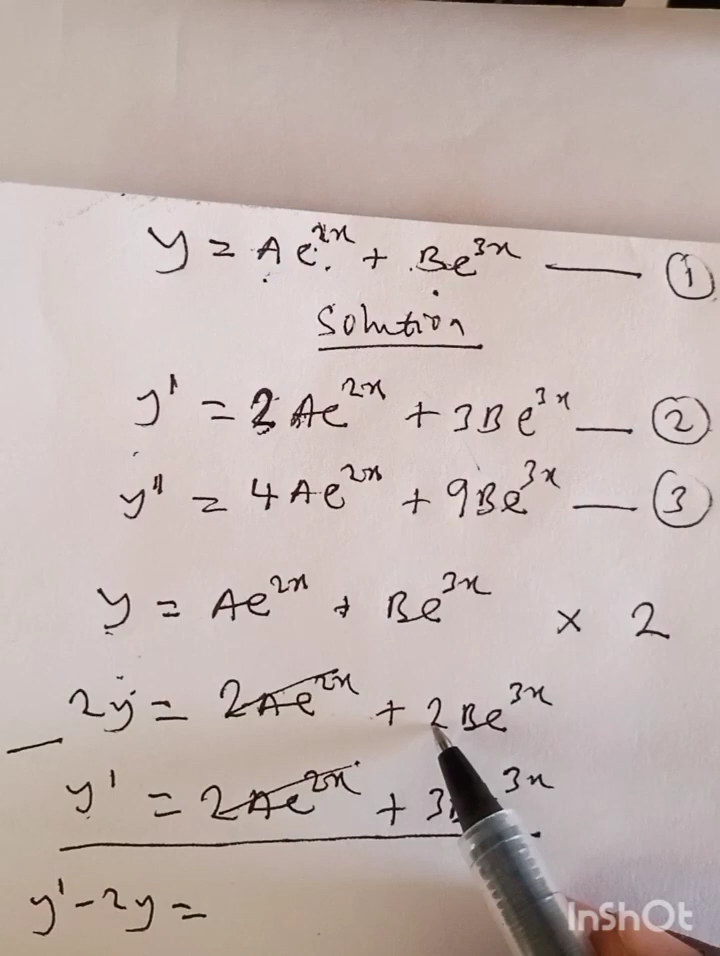 y = Ae^2x + Be^3x — ①
Solution
y' = 2Ae^2x + 3Be^3x — ②
y" = 4Ae^2x + 9Be^3x — ③
y = Ae^2x + Be^3x × 2
2y = 2Ae^2x + 2Be^3x
— y' = 2Ae^2x + 3 3x
y' - 2y =
InShOt